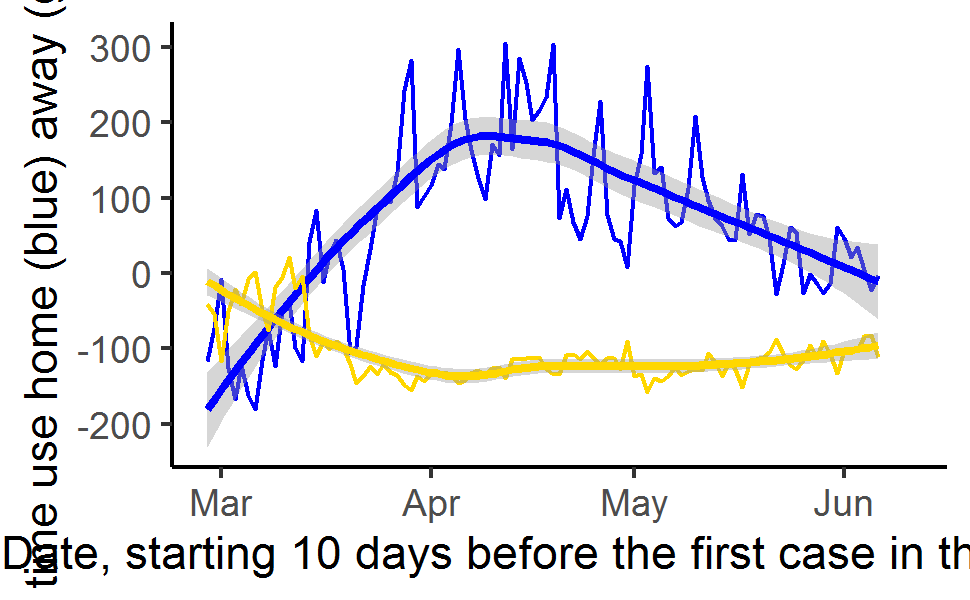 time use home (blue) away (
300
200
100
0
-100
-200
Mar Apr May Jun
Date, starting 10 days before the first case in th